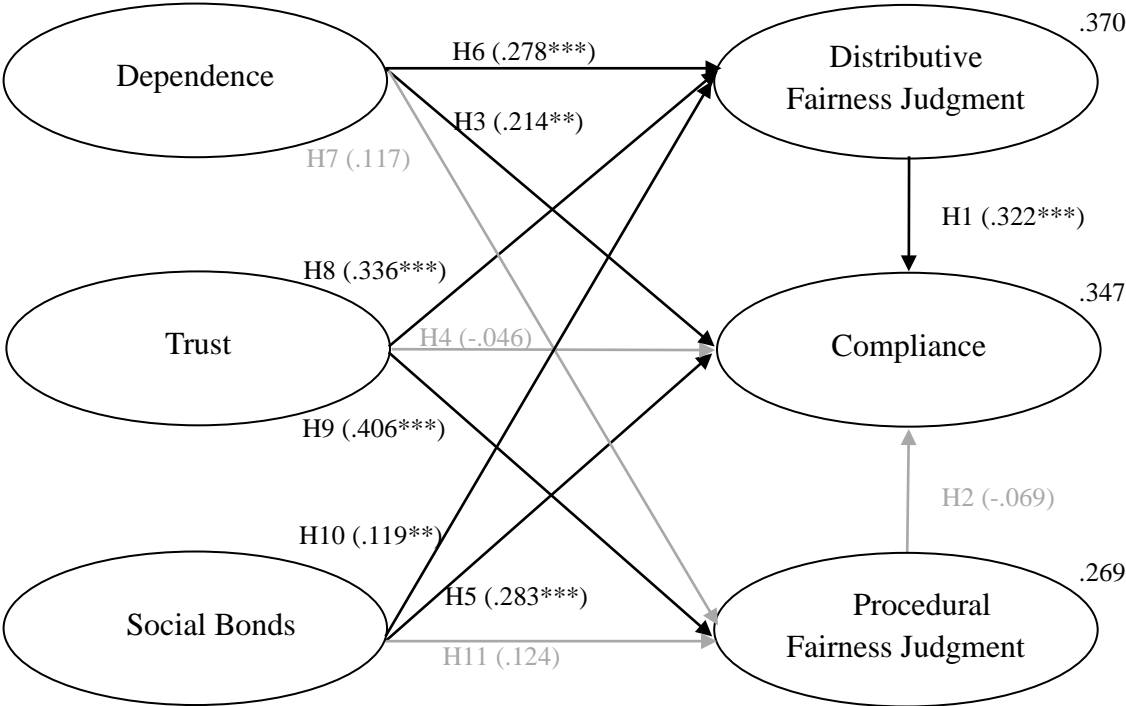 .370
Distributive
Fairness Judgment
Dependence
H6 (.278***)
H3 (.214**)
H7 (.117)
H1 (.322***)
H8 (.336***)
.347
Trust
H4 (-.046)
Compliance
H9 (.406***)
H2 (-.069)
H10 (.119**)
.269
H5 (.283***)
Social Bonds
Procedural
Fairness Judgment
H11 (.124)